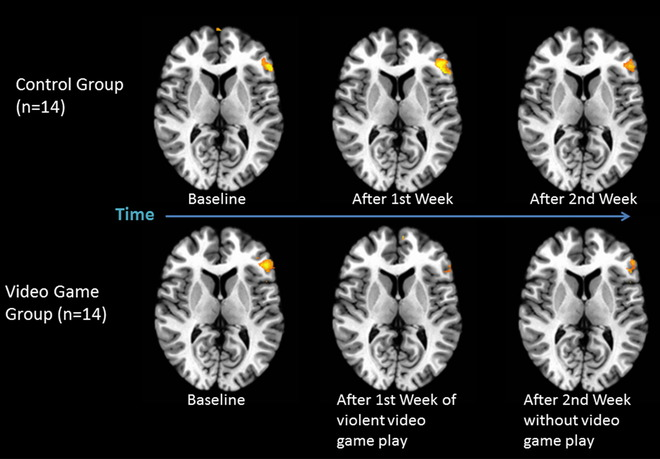 Control Group
(n=14)
Baseline
After 1st Week
After 2nd Week
Time
Video Game
Group (n=14)
Baseline
After 1st Week of
violent video
game play
After 2nd Week
without video
game play